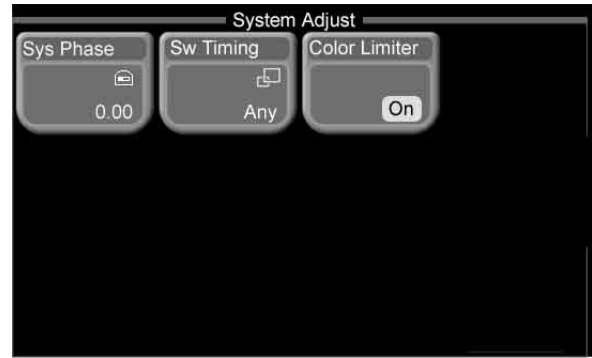 System Adjust
Sys Phase
0.00
Sw Timing
Any
Color Limiter
On